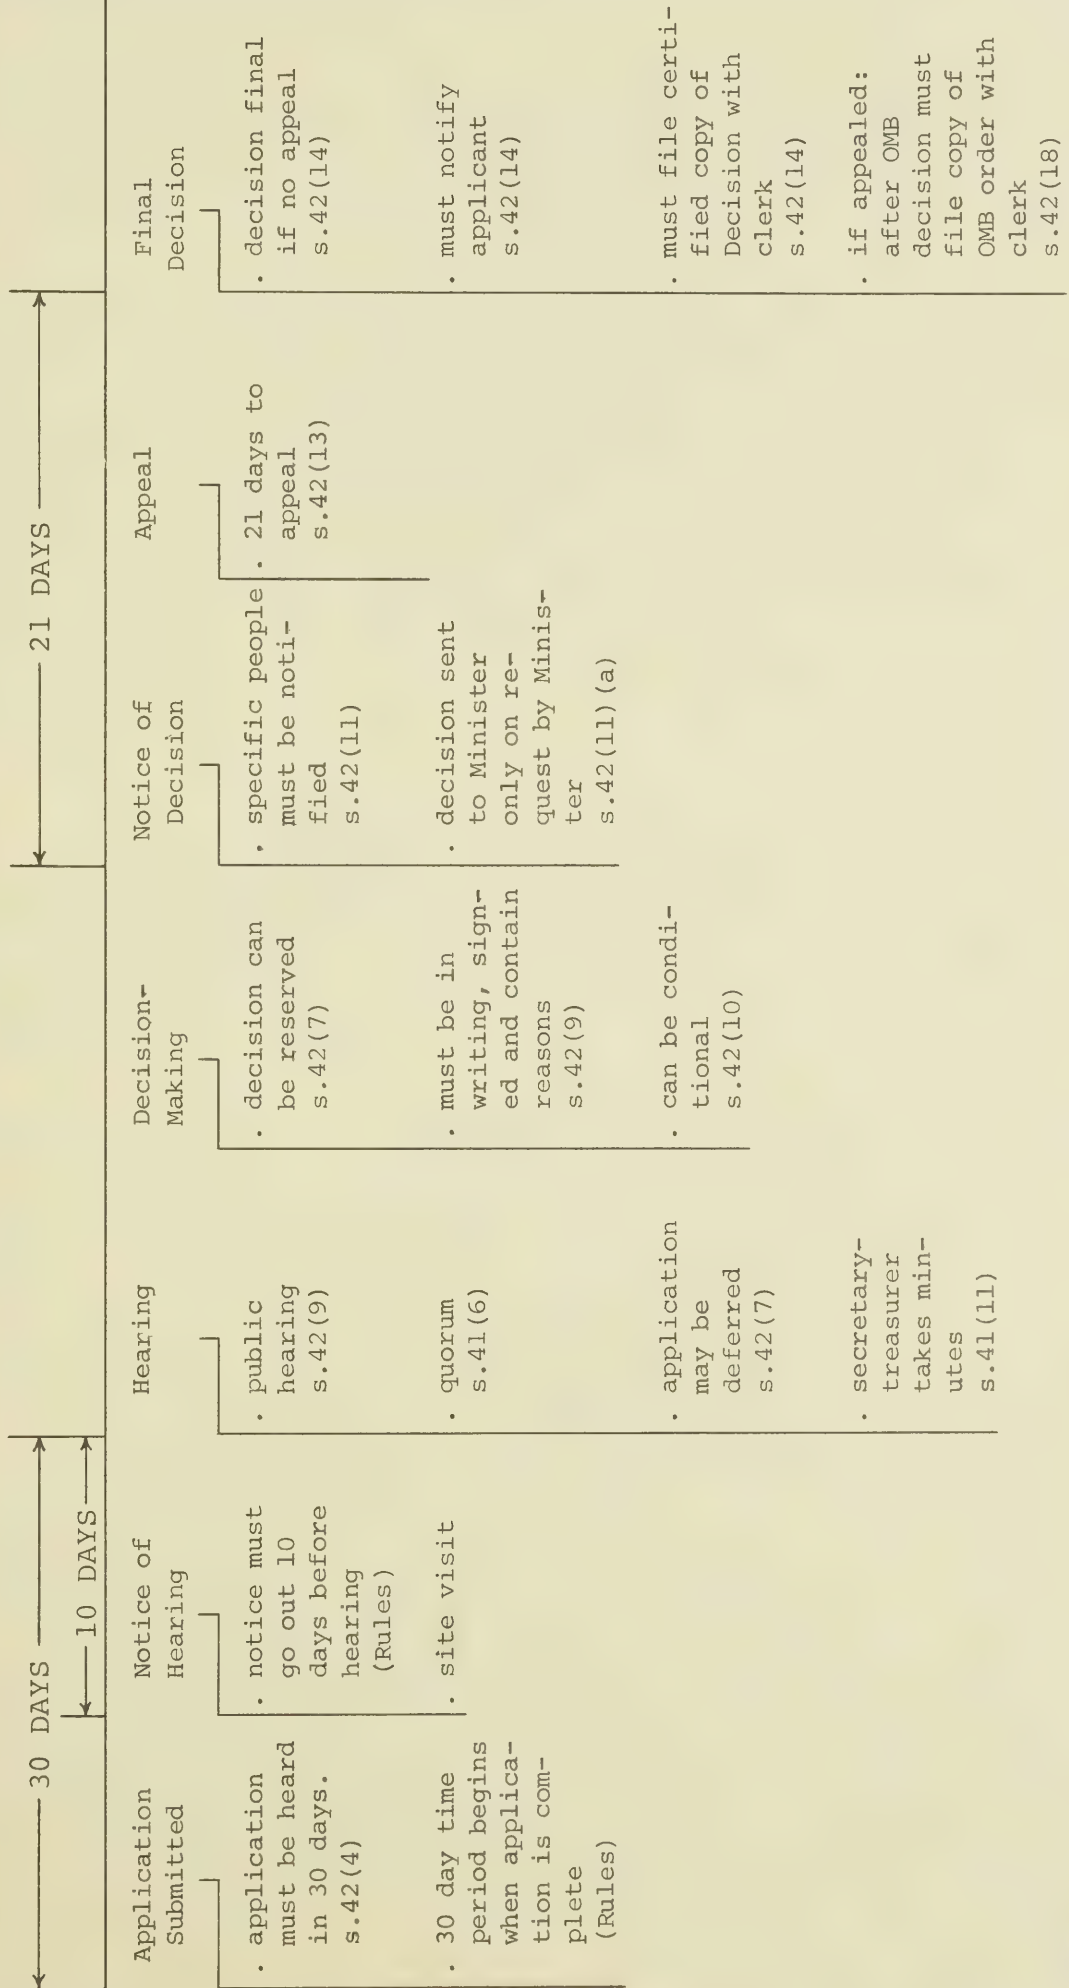 30 DAYS
10 DAYS
21 DAYS
Application
Submitted
. application
must be heard
in 30 days.
s.42(4)
. 30 day time
period begins
when applica-
tion is com-
plete
(Rules)
Notice of
Hearing
. notice must
go out 10
days before
hearing
(Rules)
. site visit
Hearing
. public
hearing
s.42(9)
. quorum
s.41(6)
. application
may be
deferred
s.42(7)
. secretary-
treasurer
takes min-
utes
s.41(11)
Decision-
Making
. decision can
be reserved
s.42(7)
. must be in
writing, sign-
ed and contain
reasons
s.42(9)
. can be condi-
tional
s.42(10)
Notice of
Decision
. specific people
must be noti-
fied
s.42(11)
. decision sent
to Minister
only on re-
quest by Minis-
ter
s.42(11)(a)
Appeal
. 21 days to
appeal
s.42(13)
Final
Decision
. decision final
if no appeal
s.42(14)
. must notify
applicant
s.42(14)
. must file certi-
fied copy of
Decision with
clerk
s.42(14)
. if appealed:
after OMB
decision must
file copy of
OMB order with
clerk
s.42(18)